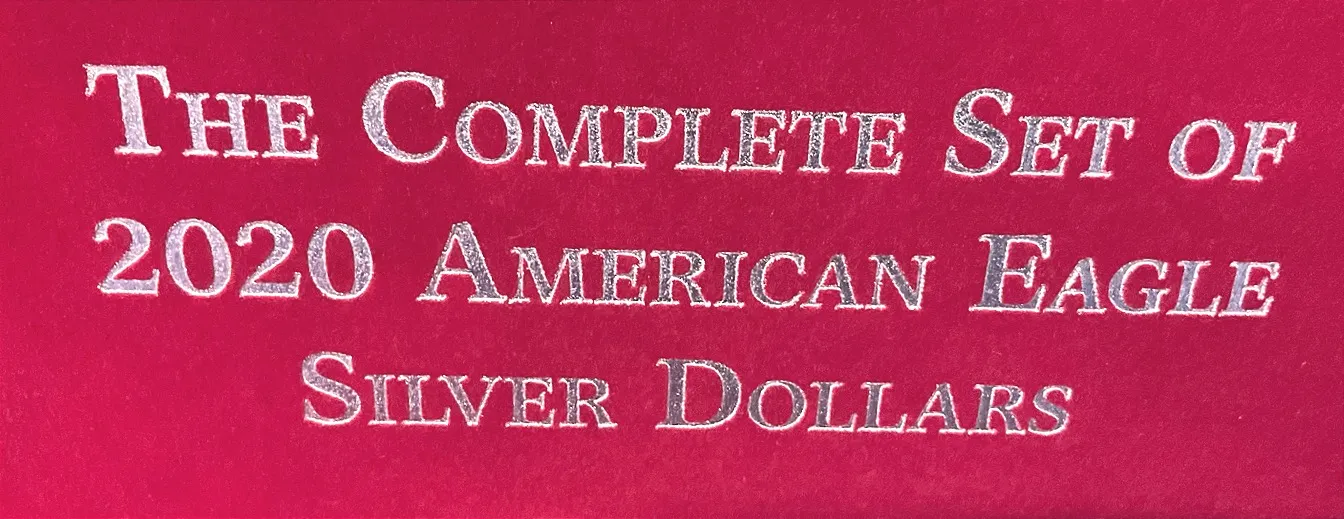 The Complete Set of
2020 American Eagle
Silver Dollars